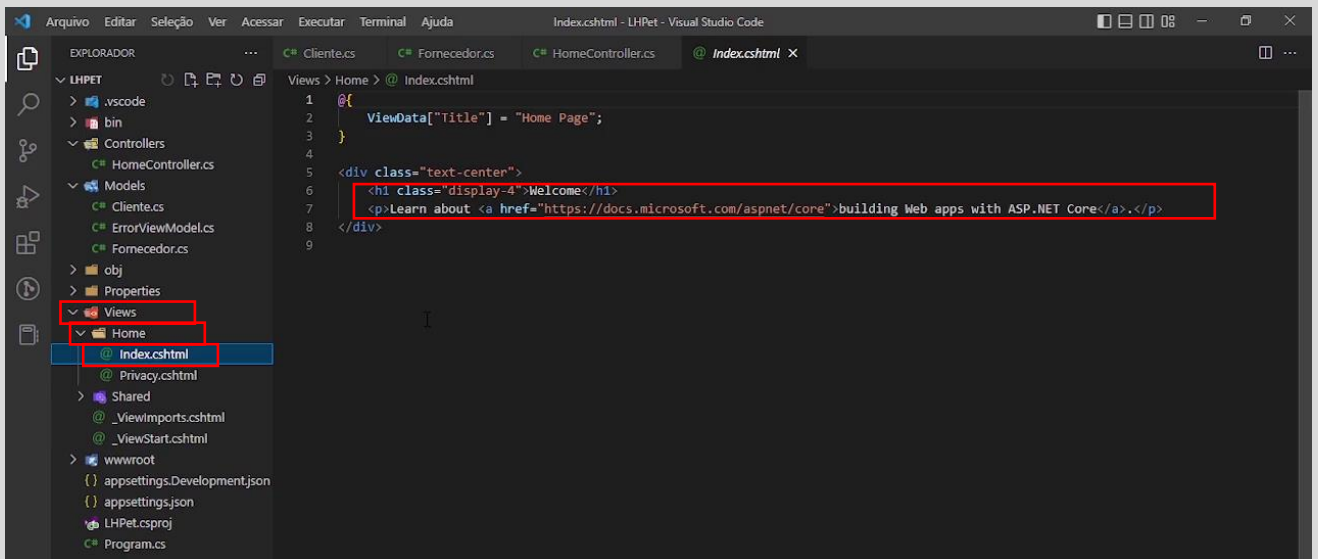 Arquivo Editar Seleção Ver Acessar Executar Terminal Ajuda Index.cshtml - LHPet - Visual Studio Code
EXPLORADOR ... C# Cliente.cs C# Fornecedor.cs C# HomeController.cs @ Index.cshtml ×
LHPET
Views > Home > @ Index.cshtml
.vscode
bin
Controllers
C# HomeController.cs
Models
C# Cliente.cs
C# ErrorViewModel.cs
C# Fornecedor.cs
obj
Properties
Views
Home
@ Index.cshtml
@ Privacy.cshtml
Shared
@ _ViewImports.cshtml
@ _ViewStart.cshtml
wwwroot
{} appsettings.Development.json
{} appsettings.json
LHPet.csproj
C# Program.cs
1 @{
2 ViewData["Title"] = "Home Page";
3 }
4
5 <div class="text-center">
6 <h1 class="display-4">Welcome</h1>
7 <p>Learn about <a href="https://docs.microsoft.com/aspnet/core">building Web apps with ASP.NET Core</a>.</p>
8 </div>
9